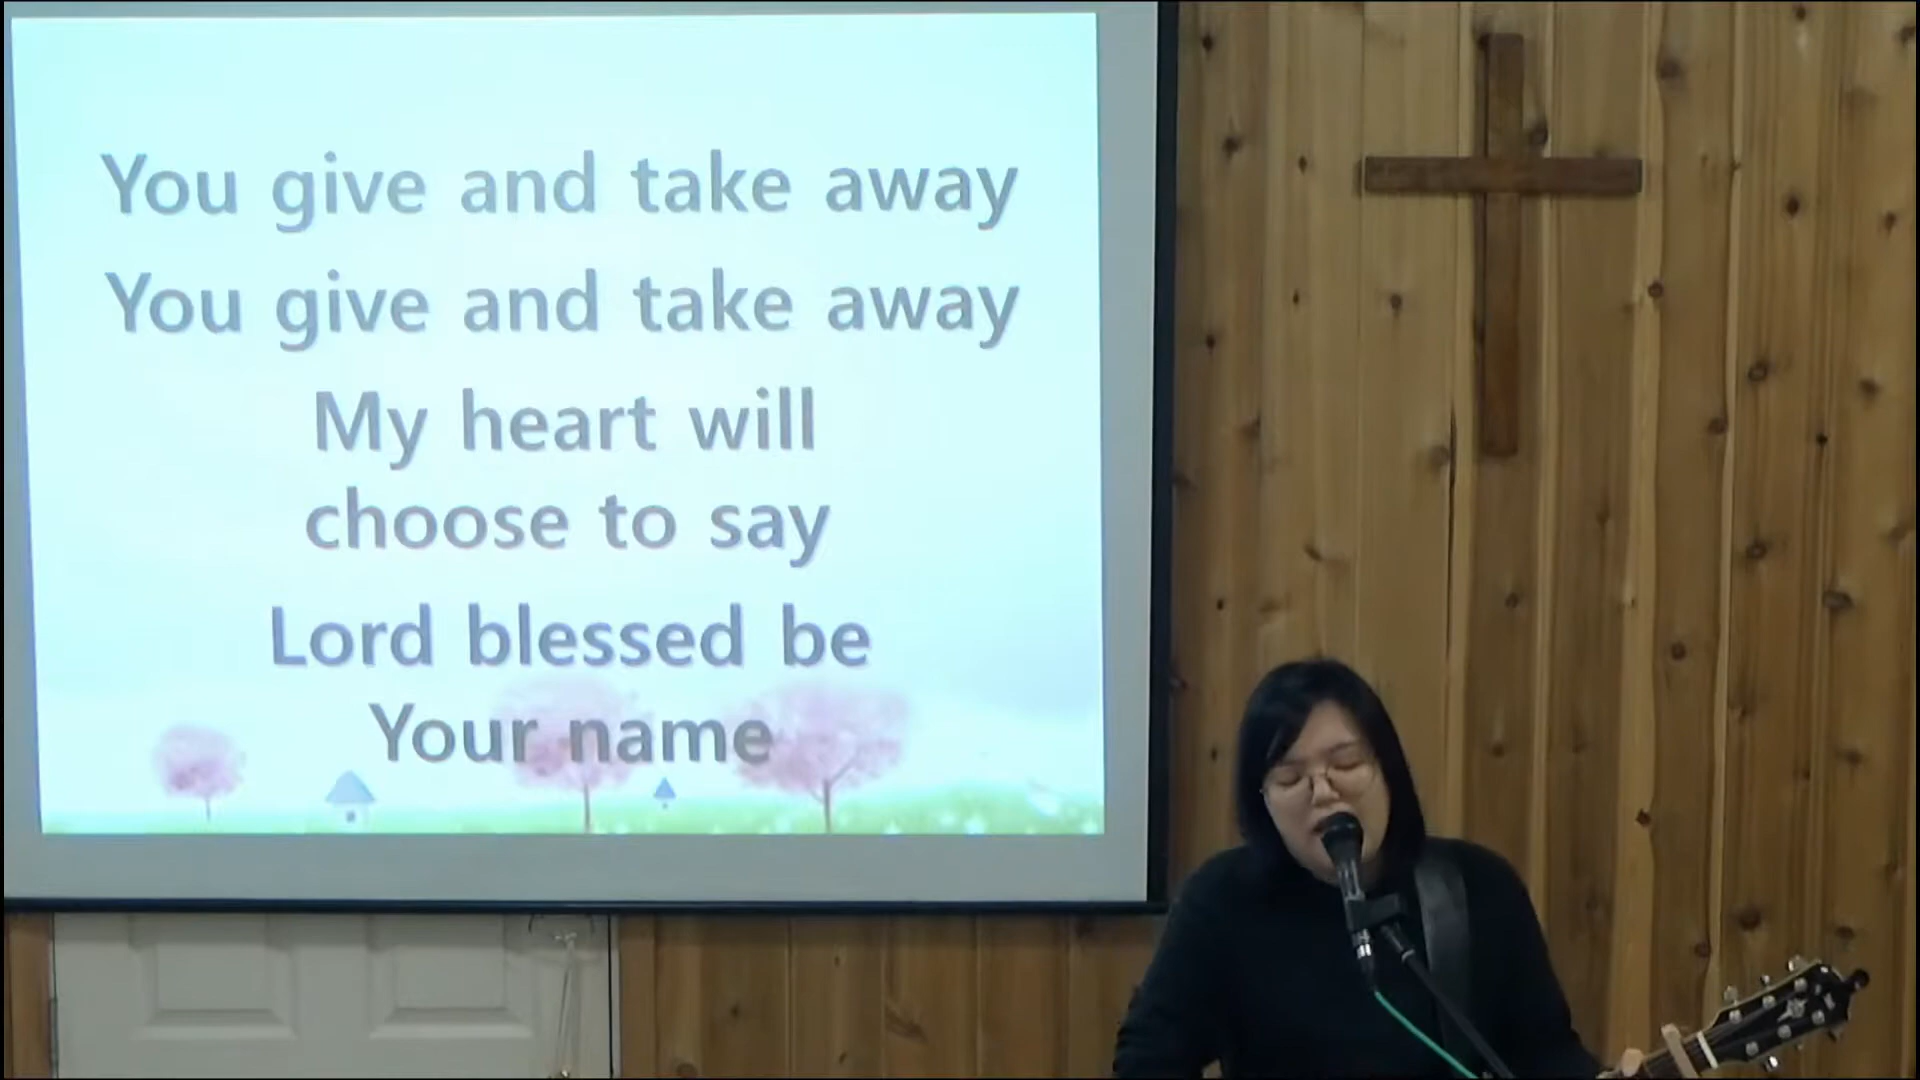 You give and take away
You give and take away
My heart will
choose to say
Lord blessed be
Your name